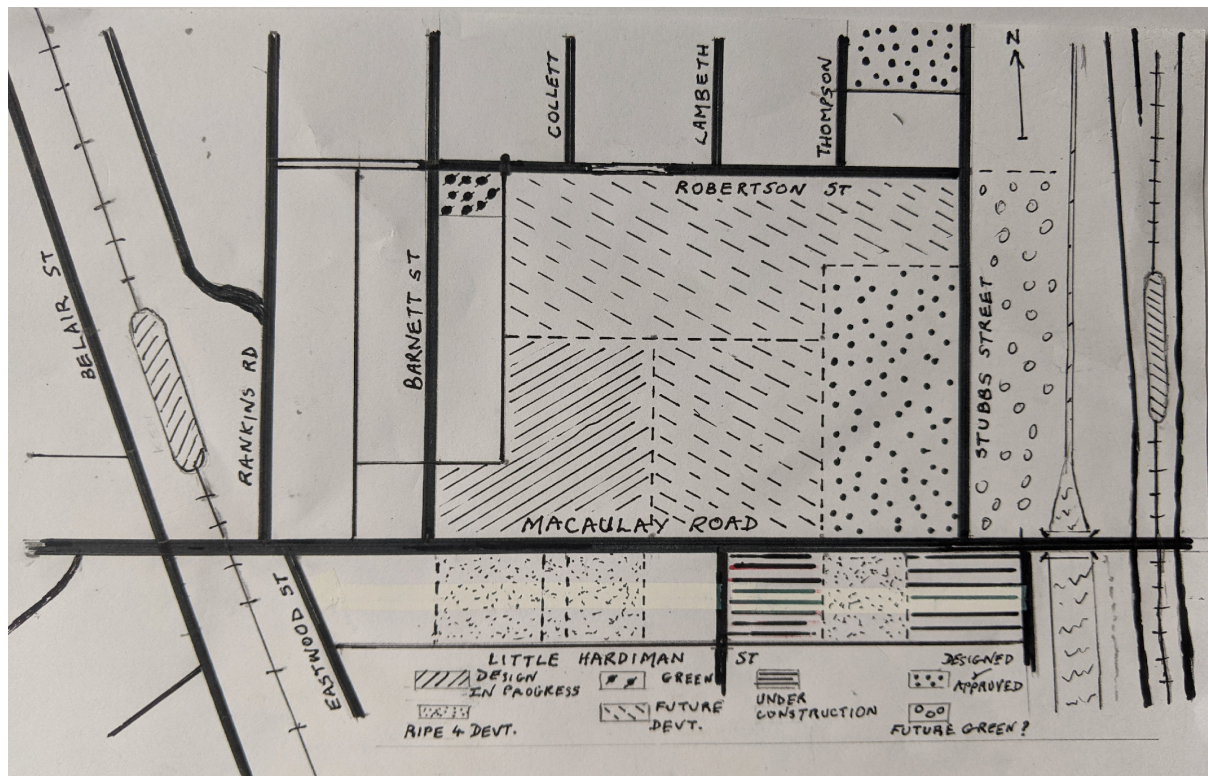 COLLETT
LAMBETH
THOMPSON
N
ROBERTSON ST
BELAIR ST
RANKINS RD
BARNETT ST
STUBBS STREET
MACAULAY ROAD
EASTWOOD ST
LITTLE HARDIMAN ST
DESIGN
IN PROGRESS
GREEN
UNDER
CONSTRUCTION
DESIGNED
APPROVED
RIPE 4 DEVT.
FUTURE
DEVT.
FUTURE GREEN?